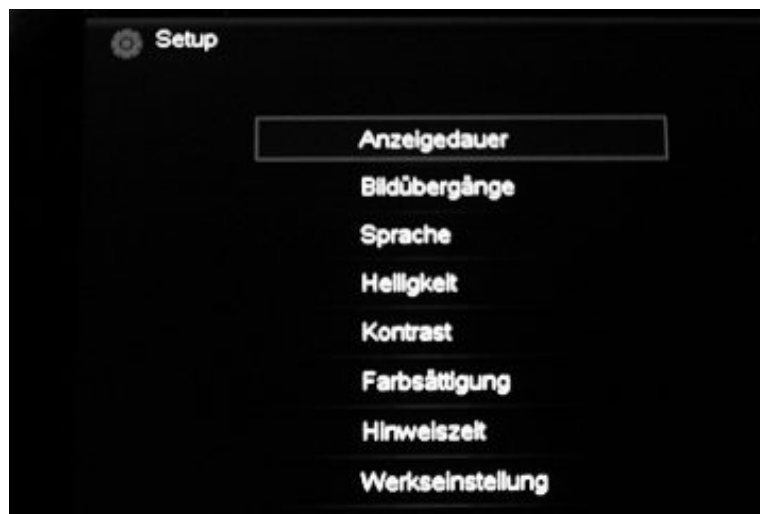 Setup
Anzeigedauer
Bildübergänge
Sprache
Helligkeit
Kontrast
Farbsättigung
Hinweiszeit
Werkseinstellung